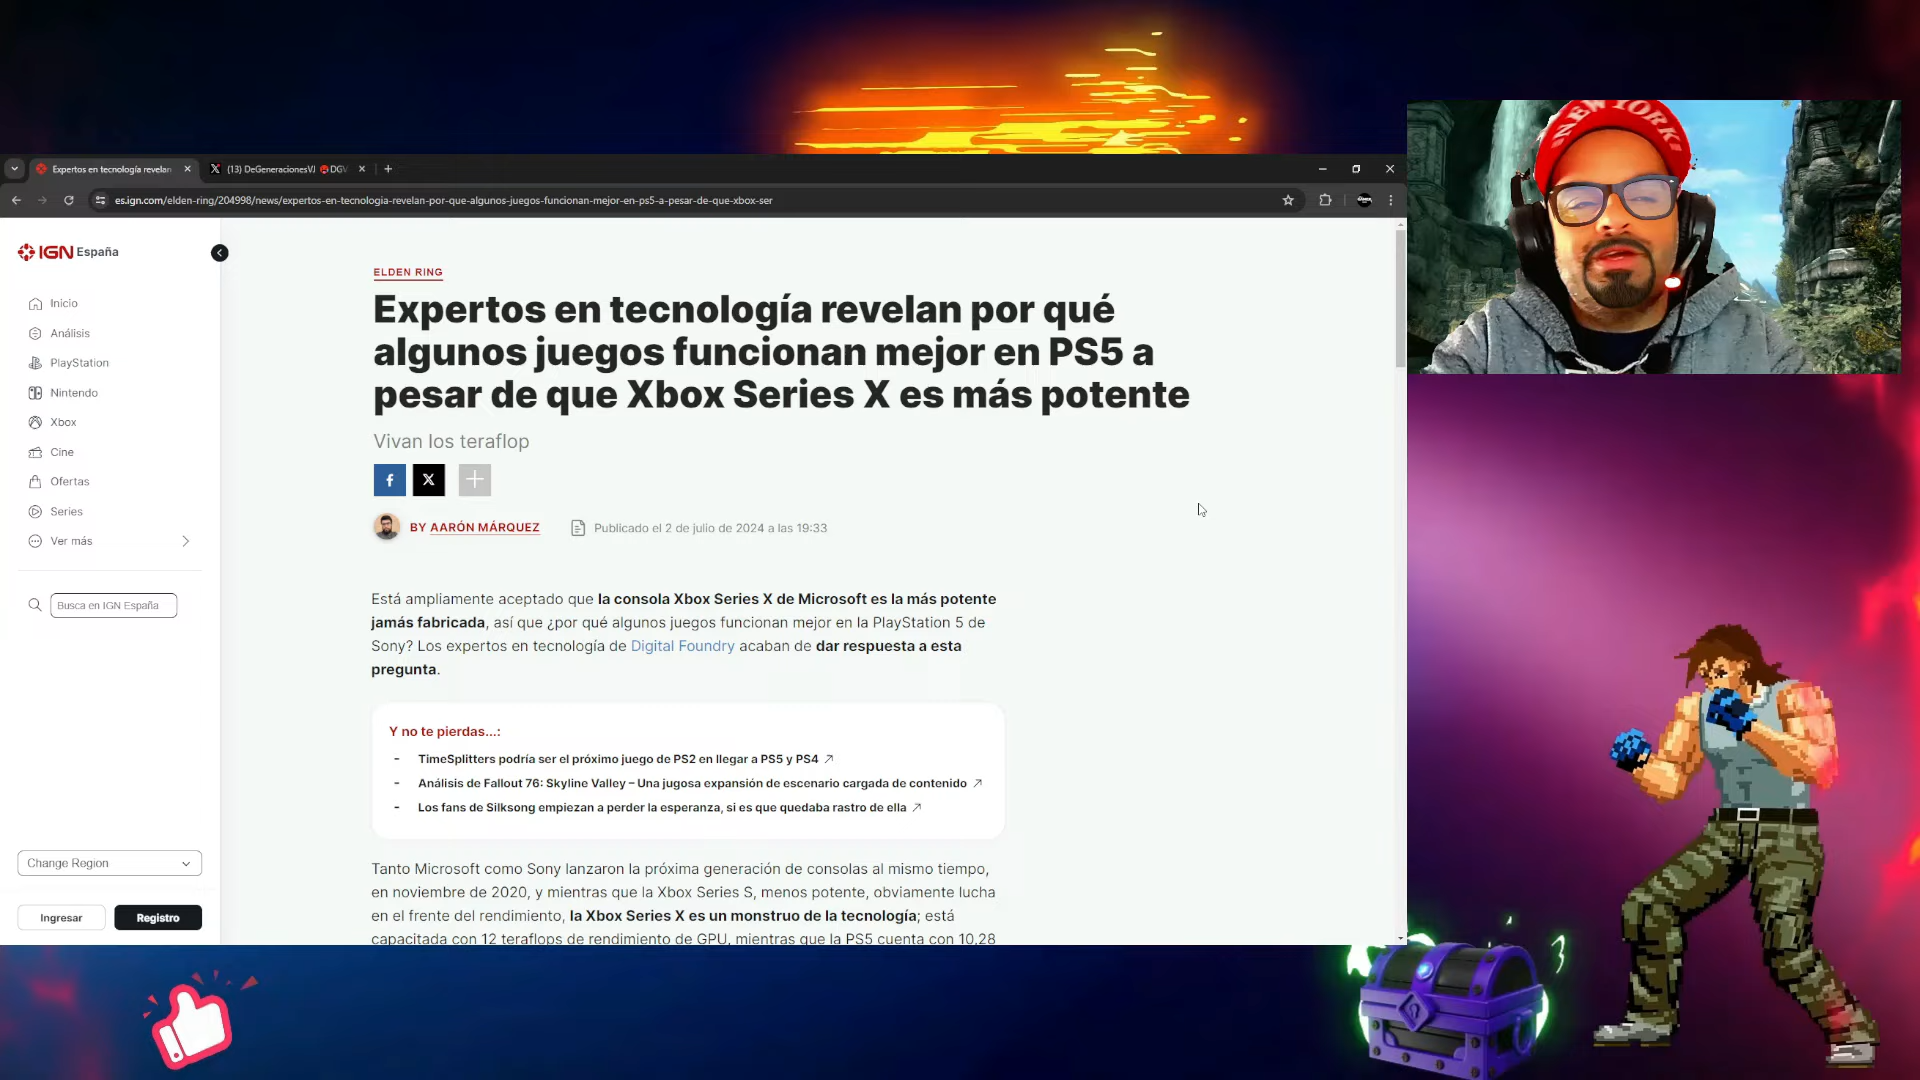 Expertos en tecnología revelan
(13) DeGeneracionesVJ DGV
es.ign.com/elden-ring/204998/news/expertos-en-tecnologia-revelan-por-que-algunos-juegos-funcionan-mejor-en-ps5-a-pesar-de-que-xbox-ser
NEW YORK
IGN España
Inicio
Análisis
PlayStation
Nintendo
Xbox
Cine
Ofertas
Series
Ver más
Busca en IGN España
Change Region
Ingresar
Registro
ELDEN RING
Expertos en tecnología revelan por qué
algunos juegos funcionan mejor en PS5 a
pesar de que Xbox Series X es más potente
Vivan los teraflop
BY AARÓN MÁRQUEZ
Publicado el 2 de julio de 2024 a las 19:33
Está ampliamente aceptado que la consola Xbox Series X de Microsoft es la más potente
jamás fabricada, así que ¿por qué algunos juegos funcionan mejor en la PlayStation 5 de
Sony? Los expertos en tecnología de Digital Foundry acaban de dar respuesta a esta
pregunta.
Y no te pierdas...:
- TimeSplitters podría ser el próximo juego de PS2 en llegar a PS5 y PS4
- Análisis de Fallout 76: Skyline Valley – Una jugosa expansión de escenario cargada de contenido
- Los fans de Silksong empiezan a perder la esperanza, si es que quedaba rastro de ella
Tanto Microsoft como Sony lanzaron la próxima generación de consolas al mismo tiempo,
en noviembre de 2020, y mientras que la Xbox Series S, menos potente, obviamente lucha
en el frente del rendimiento, la Xbox Series X es un monstruo de la tecnología; está
capacitada con 12 teraflops de rendimiento de GPU, mientras que la PS5 cuenta con 10,28